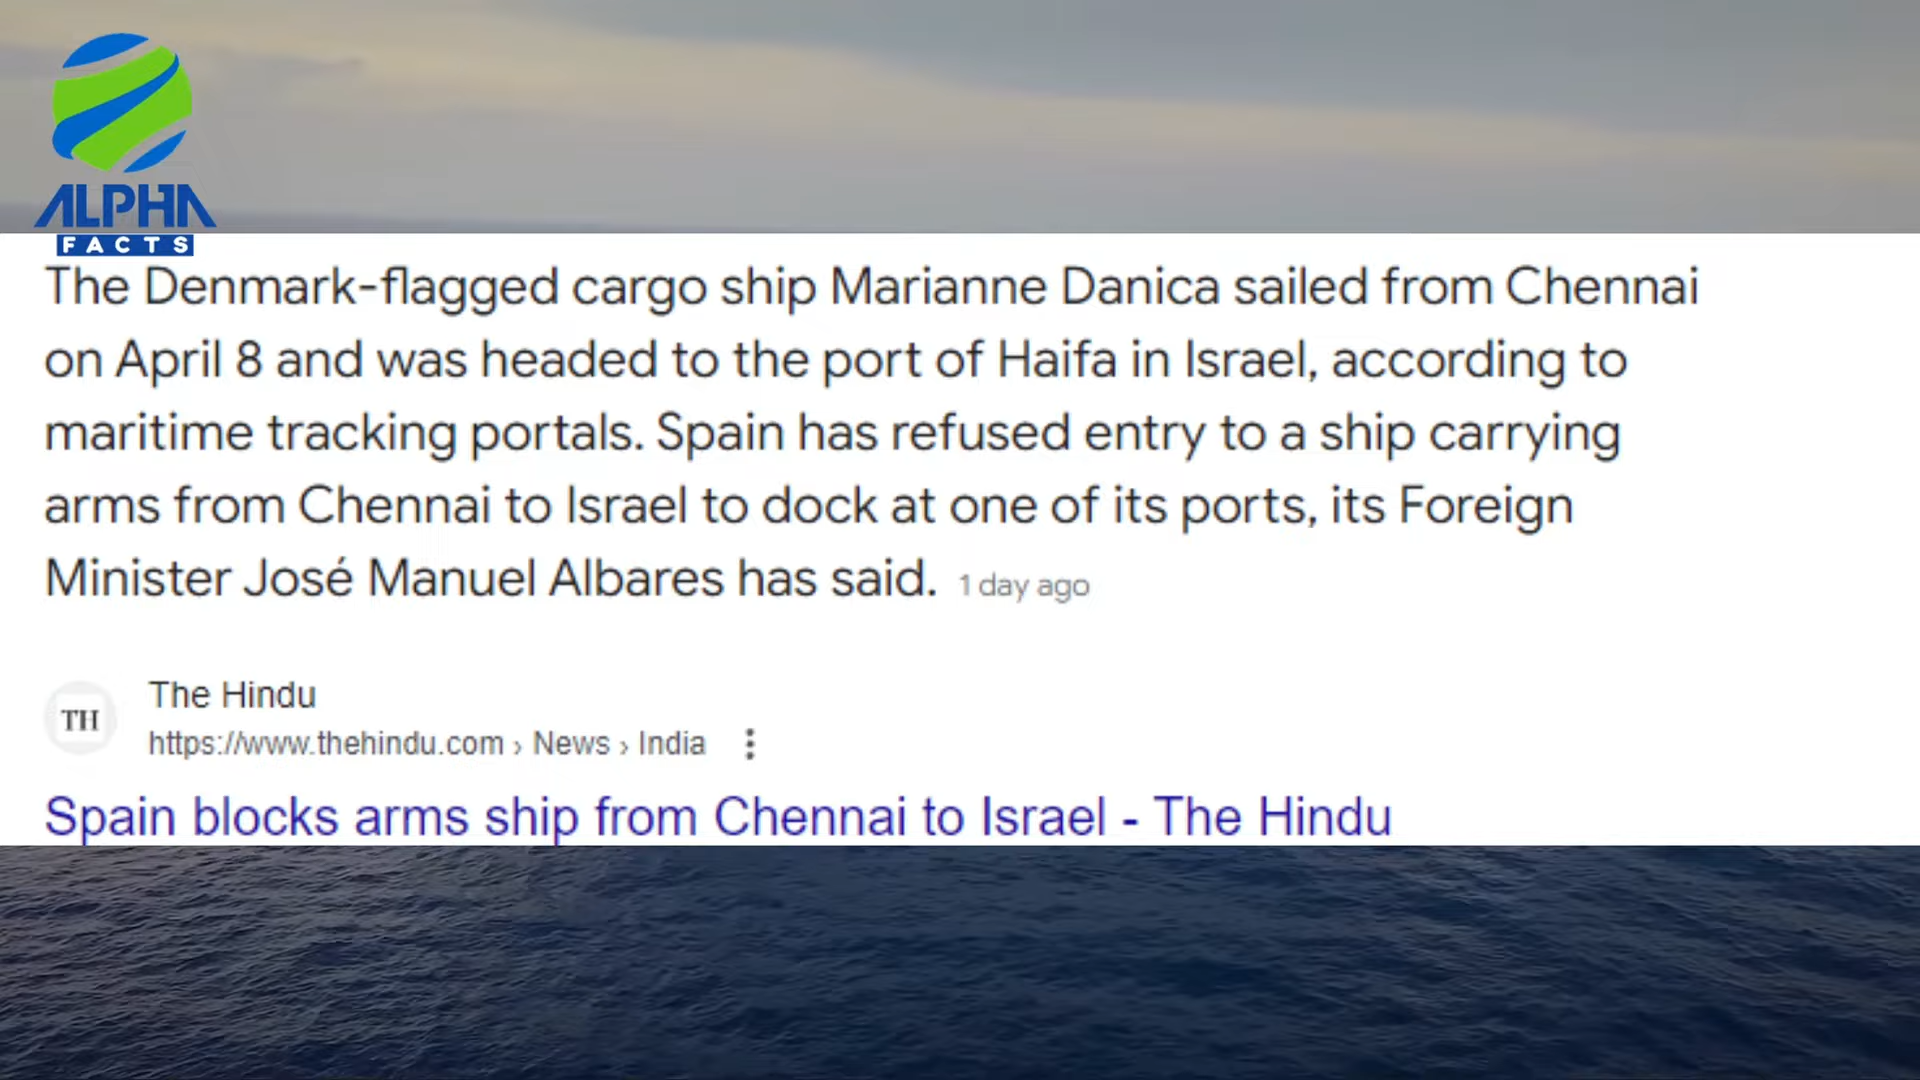 ALPHA
FACTS
The Denmark-flagged cargo ship Marianne Danica sailed from Chennai
on April 8 and was headed to the port of Haifa in Israel, according to
maritime tracking portals. Spain has refused entry to a ship carrying
arms from Chennai to Israel to dock at one of its ports, its Foreign
Minister José Manuel Albares has said. 1 day ago
TH
The Hindu
https://www.thehindu.com › News › India
Spain blocks arms ship from Chennai to Israel - The Hindu